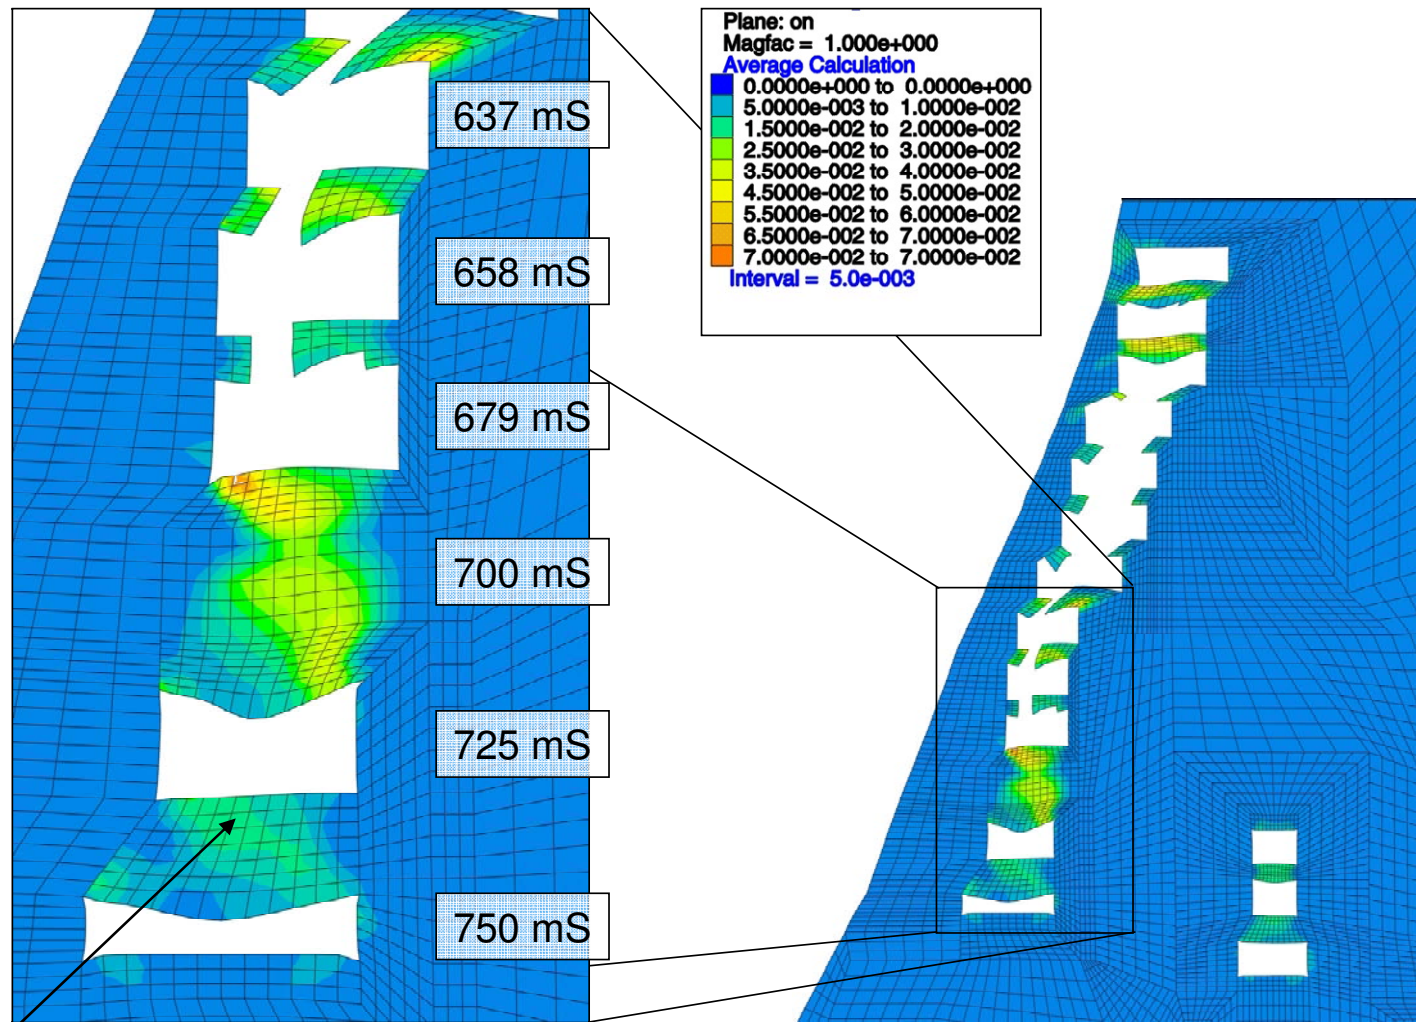 637 mS
658 mS
679 mS
700 mS
725 mS
750 mS
Plane: on
Magfac = 1.000e+000
Average Calculation
0.0000e+000 to 0.0000e+000
5.0000e-003 to 1.0000e-002
1.5000e-002 to 2.0000e-002
2.5000e-002 to 3.0000e-002
3.5000e-002 to 4.0000e-002
4.5000e-002 to 5.0000e-002
5.5000e-002 to 6.0000e-002
6.5000e-002 to 7.0000e-002
7.0000e-002 to 7.0000e-002
Interval = 5.0e-003